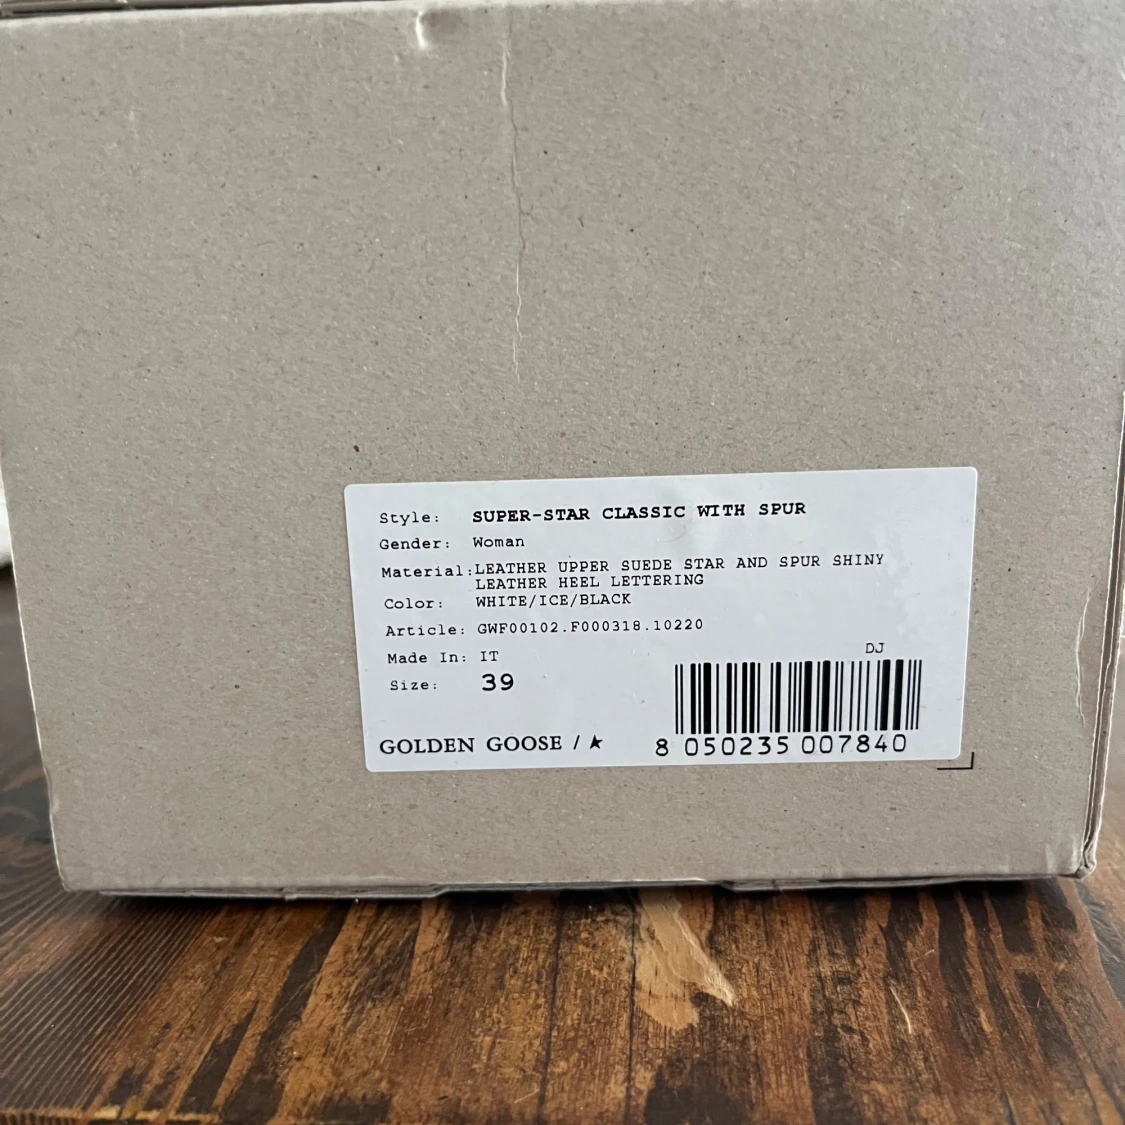 Style: SUPER-STAR CLASSIC WITH SPUR
Gender: Woman
Material:LEATHER UPPER SUEDE STAR AND SPUR SHINY
LEATHER HEEL LETTERING
Color: WHITE/ICE/BLACK
Article: GWF00102.F000318.10220
Made In: IT
DJ
Size: 39
GOLDEN GOOSE / ★
8 050235 007840